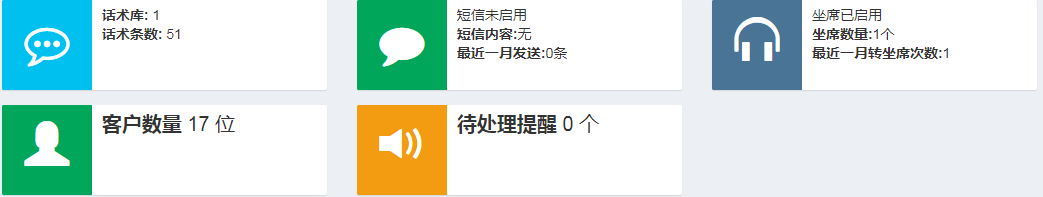 话术库: 1
话术条数: 51
短信未启用
短信内容:无
最近一月发送:0条
坐席已启用
坐席数量:1个
最近一月转坐席次数:1
客户数量 17 位
待处理提醒 0 个